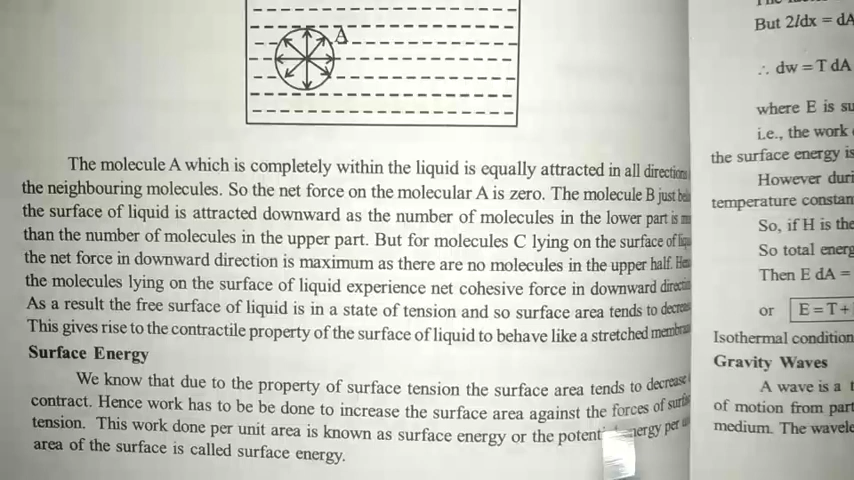 A
The molecule A which is completely within the liquid is equally attracted in all directions
the neighbouring molecules. So the net force on the molecular A is zero. The molecule B just
the surface of liquid is attracted downward as the number of molecules in the lower part is
than the number of molecules in the upper part. But for molecules C lying on the surface of
the net force in downward direction is maximum as there are no molecules in the upper half.
the molecules lying on the surface of liquid experience net cohesive force in downward
As a result the free surface of liquid is in a state of tension and so surface area tends to
This gives rise to the contractile property of the surface of liquid to behave like a stretched
Surface Energy
We know that due to the property of surface tension the surface area tends to decrease
contract. Hence work has to be be done to increase the surface area against the forces of
tension. This work done per unit area is known as surface energy or the per
area of the surface is called surface energy.
But 2ldx = dA
∴ dw = T dA
where E is
i.e., the work
the surface energy is
However
temperature
So, if H is the
So total
Then E dA =
or E = T +
Isothermal condition
Gravity Waves
A wave is a
of motion from
medium. The